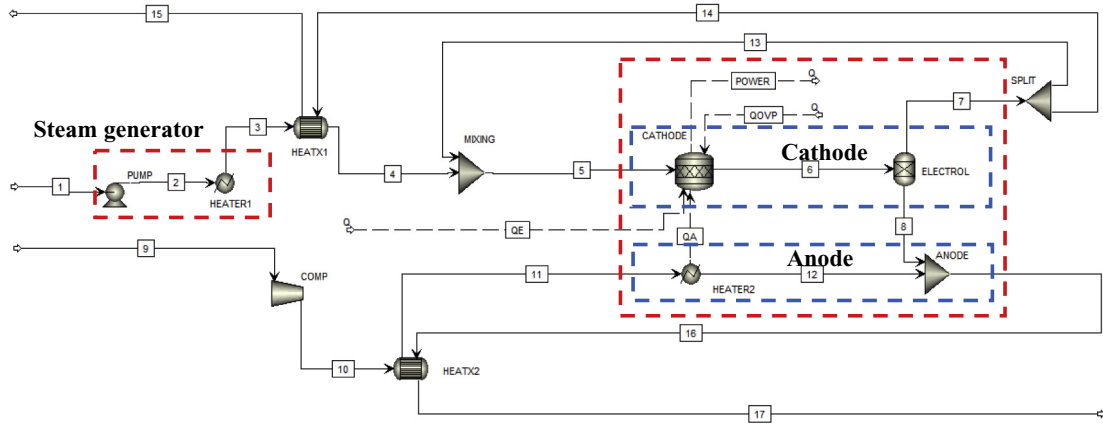 15
14
13
POWER
Q
SPLIT
7
QOVP
Q
Steam generator
3
MIXING
CATHODE
Cathode
HEATX1
4
5
6
ELECTROL
1
PUMP
2
HEATER1
Q
QE
QA
8
9
COMP
Anode
ANODE
11
12
HEATER2
16
10
HEATX2
17